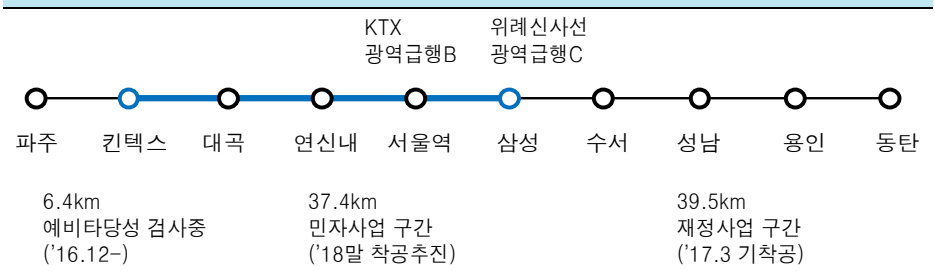 KTX
광역급행B
위례신사선
광역급행C
파주 킨텍스 대곡 연신내 서울역 삼성 수서 성남 용인 동탄
6.4km
예비타당성 검사중
('16.12-)
37.4km
민자사업 구간
('18말 착공추진)
39.5km
재정사업 구간
('17.3 기착공)